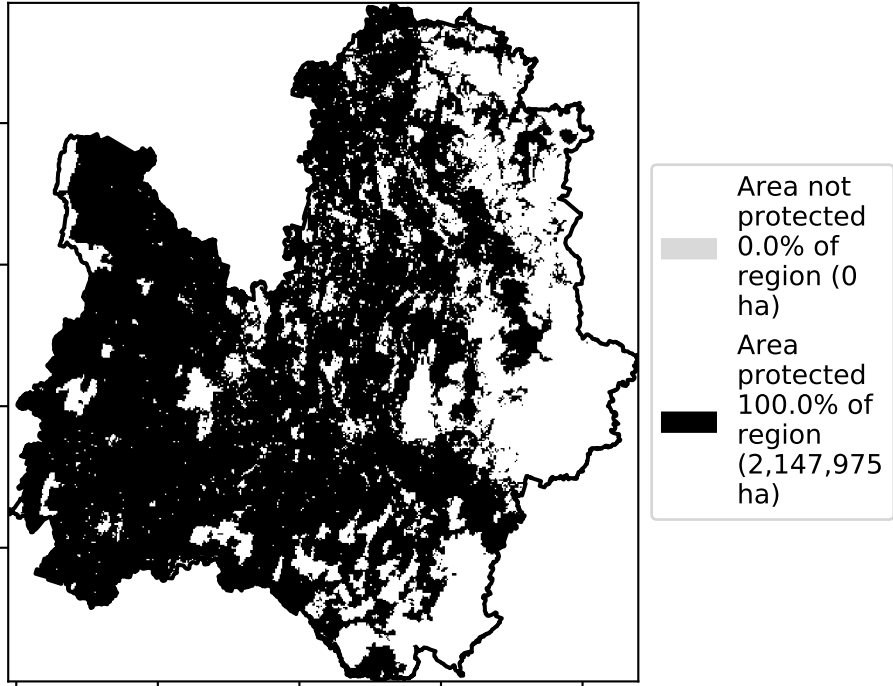 Area not
protected
0.0% of
region (0
ha)
Area
protected
100.0% of
region
(2,147,975
ha)